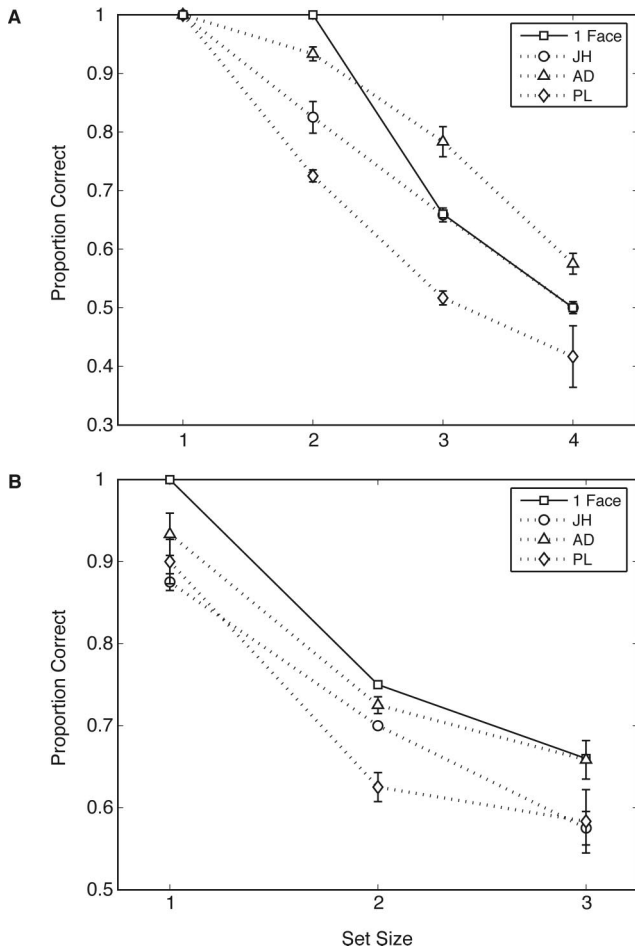 A
1
0.9
0.8
0.7
0.6
0.5
0.4
0.3
Proportion Correct
1 Face
JH
AD
PL
1 2 3 4
B
1
0.9
0.8
0.7
0.6
0.5
Proportion Correct
1 Face
JH
AD
PL
1 2 3
Set Size